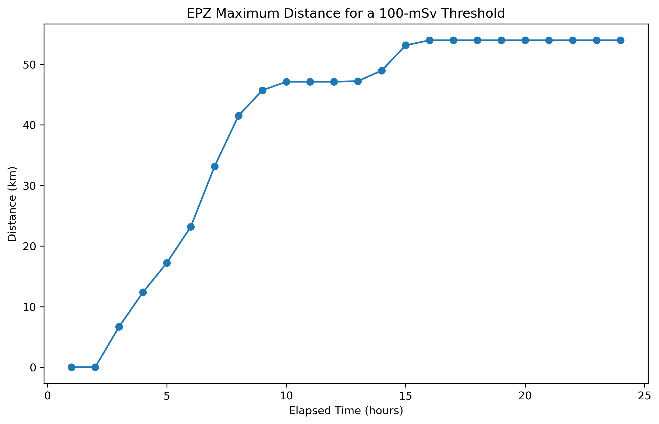 EPZ Maximum Distance for a 100-mSv Threshold
50
40
30
20
10
0
Distance (km)
0 5 10 15 20 25
Elapsed Time (hours)